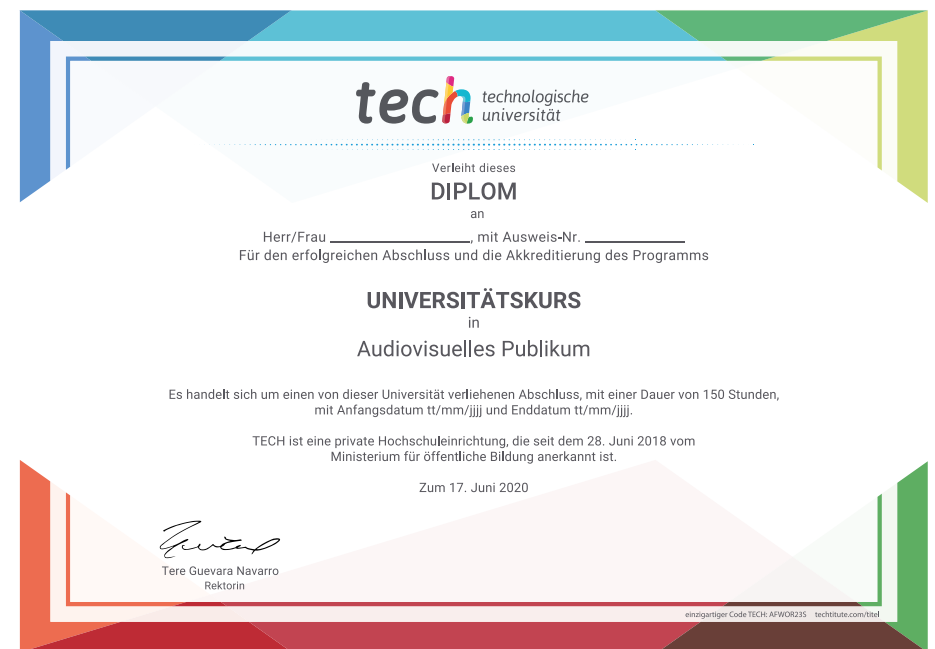 tech technologische
universität
Verleiht dieses
DIPLOM
an
Herr/Frau ____________________, mit Ausweis-Nr. ______________
Für den erfolgreichen Abschluss und die Akkreditierung des Programms
UNIVERSITÄTSKURS
in
Audiovisuelles Publikum
Es handelt sich um einen von dieser Universität verliehenen Abschluss, mit einer Dauer von 150 Stunden,
mit Anfangsdatum tt/mm/jjjj und Enddatum tt/mm/jjjj.
TECH ist eine private Hochschuleinrichtung, die seit dem 28. Juni 2018 vom
Ministerium für öffentliche Bildung anerkannt ist.
Zum 17. Juni 2020
Tere Guevara Navarro
Rektorin
einzigartiger Code TECH: AFWOR23S techtitute.com/titel